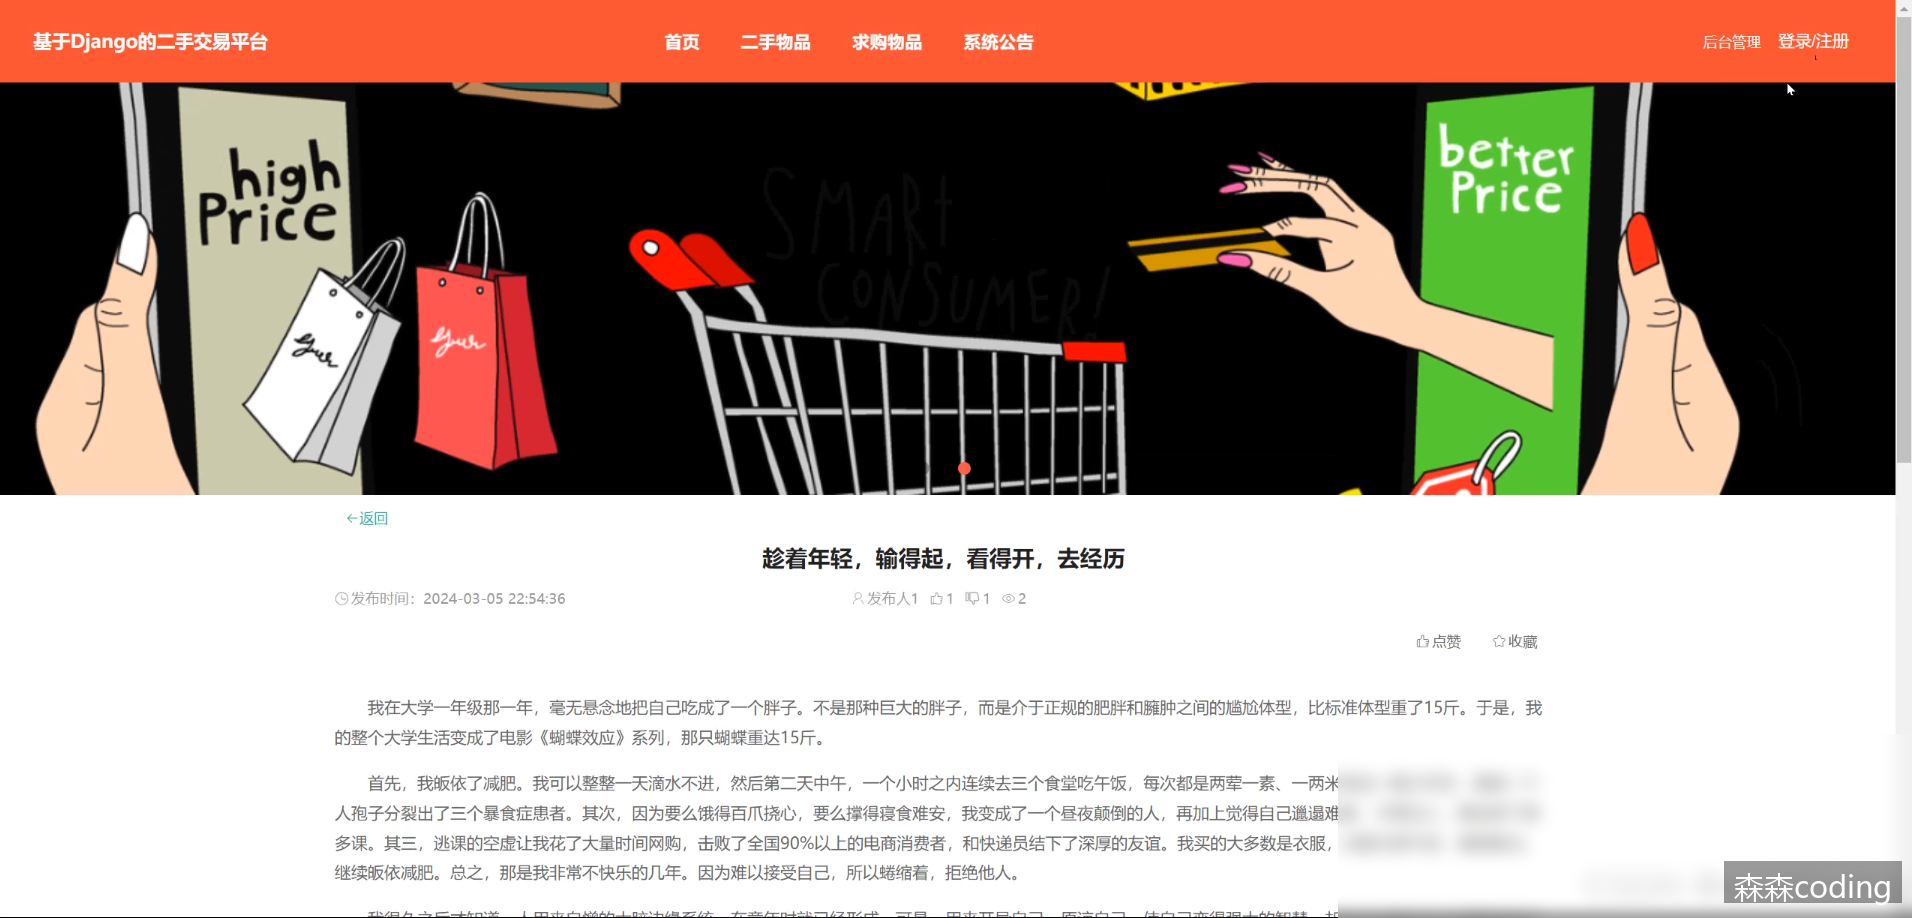 基于Django的二手交易平台
首页
二手物品
求购物品
系统公告
后台管理
登录/注册
high
Price
SMART
CONSUMER!
better
Price
←返回
趁着年轻，输得起，看得开，去经历
发布时间：2024-03-05 22:54:36
发布人1
1
1
2
点赞
收藏
我在大学一年级那一年，毫无悬念地把自己吃成了一个胖子。不是那种巨大的胖子，而是介于正规的肥胖和臃肿之间的尴尬体型，比标准体型重了15斤。于是，我
的整个大学生活变成了电影《蝴蝶效应》系列，那只蝴蝶重达15斤。
首先，我皈依了减肥。我可以整整一天滴水不进，然后第二天中午，一个小时之内连续去三个食堂吃午饭，每次都是两荤一素、一两米
人孢子分裂出了三个暴食症患者。其次，因为要么饿得百爪挠心，要么撑得寝食难安，我变成了一个昼夜颠倒的人，再加上觉得自己邋遢难
多课。其三，逃课的空虚让我花了大量时间网购，击败了全国90%以上的电商消费者，和快递员结下了深厚的友谊。我买的大多数是衣服，
继续皈依减肥。总之，那是我非常不快乐的几年。因为难以接受自己，所以蜷缩着，拒绝他人。
森森coding